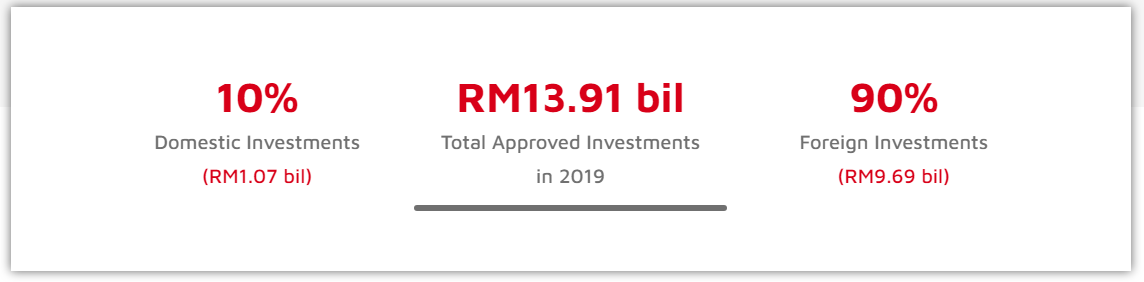 10%
Domestic Investments
(RM1.07 bil)
RM13.91 bil
Total Approved Investments
in 2019
90%
Foreign Investments
(RM9.69 bil)